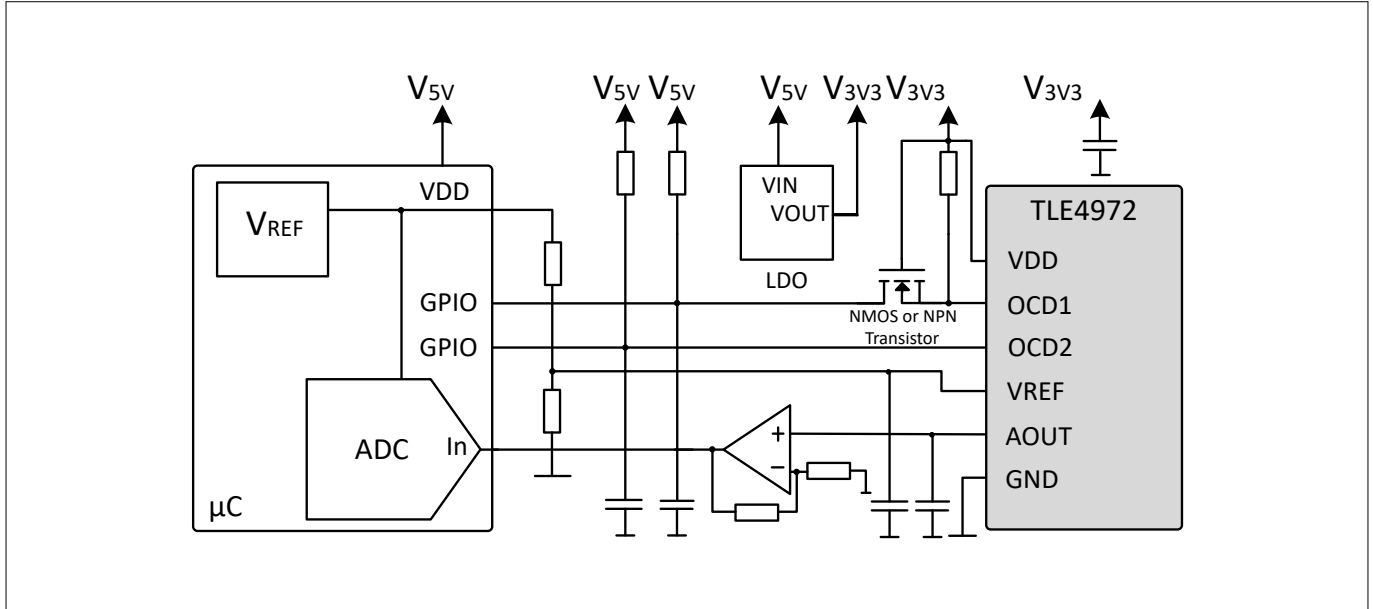 V5V
V5V
V5V
V5V
V3V3
V3V3
V3V3
VDD
VREF
VIN
VOUT
LDO
TLE4972
VDD
GPIO
NMOS or NPN
Transistor
OCD1
GPIO
OCD2
VREF
ADC
In
+
−
AOUT
GND
µC